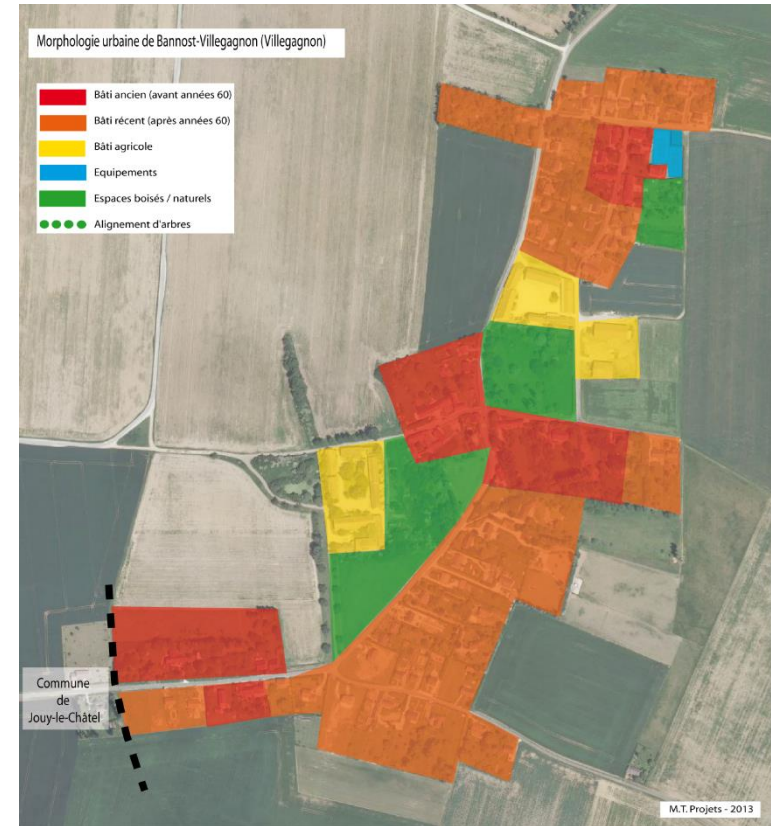 Morphologie urbaine de Bannost-Villegagnon (Villegagnon)
Bâti ancien (avant années 60)
Bâti récent (après années 60)
Bâti agricole
Equipements
Espaces boisés / naturels
Alignement d'arbres
Commune
de
Jouy-le-Châtel
M.T. Projets - 2013